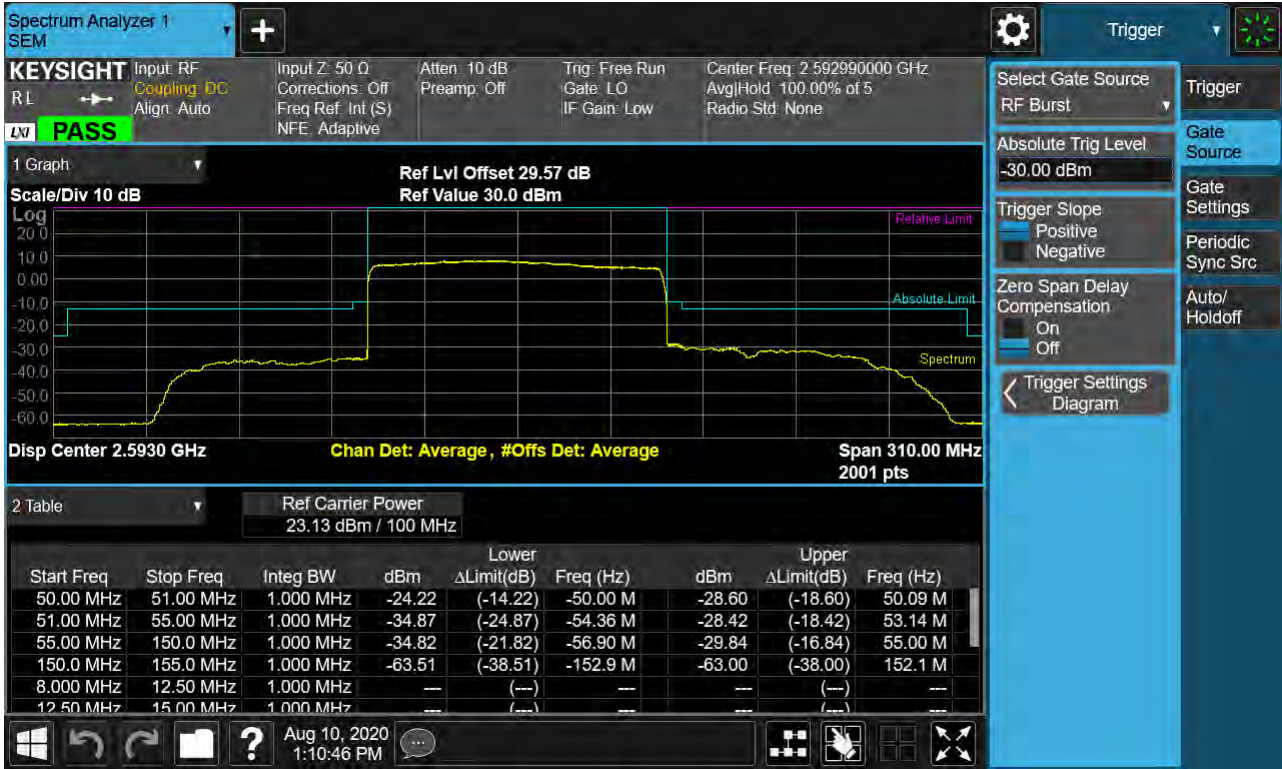 Spectrum Analyzer 1
SEM
Trigger
KEYSIGHT
RL
LXI PASS
Input: RF
Coupling: DC
Align: Auto
Input Z: 50 Ω
Corrections: Off
Freq Ref: Int (S)
NFE: Adaptive
Atten: 10 dB
Preamp: Off
Trig: Free Run
Gate: LO
IF Gain: Low
Center Freq: 2.592990000 GHz
Avg|Hold: 100.00% of 5
Radio Std: None
1 Graph
Scale/Div 10 dB
Ref Lvl Offset 29.57 dB
Ref Value 30.0 dBm
Log
20.0
10.0
0.00
-10.0
-20.0
-30.0
-40.0
-50.0
-60.0
Relative Limit
Absolute Limit
Spectrum
Disp Center 2.5930 GHz
Chan Det: Average, #Offs Det: Average
Span 310.00 MHz
2001 pts
2 Table
Ref Carrier Power
23.13 dBm / 100 MHz
Lower Upper
Start Freq Stop Freq Integ BW dBm ΔLimit(dB) Freq (Hz) dBm ΔLimit(dB) Freq (Hz)
50.00 MHz 51.00 MHz 1.000 MHz -24.22 (-14.22) -50.00 M -28.60 (-18.60) 50.09 M
51.00 MHz 55.00 MHz 1.000 MHz -34.87 (-24.87) -54.36 M -28.42 (-18.42) 53.14 M
55.00 MHz 150.0 MHz 1.000 MHz -34.82 (-21.82) -56.90 M -29.84 (-16.84) 55.00 M
150.0 MHz 155.0 MHz 1.000 MHz -63.51 (-38.51) -152.9 M -63.00 (-38.00) 152.1 M
8.000 MHz 12.50 MHz 1.000 MHz --- (---) --- --- (---) ---
12.50 MHz 15.00 MHz 1.000 MHz --- (---) --- --- (---) ---
Aug 10, 2020
1:10:46 PM
?
Select Gate Source
RF Burst
Absolute Trig Level
-30.00 dBm
Trigger Slope
Positive
Negative
Zero Span Delay
Compensation
On
Off
Trigger Settings
Diagram
Trigger
Gate
Source
Gate
Settings
Periodic
Sync Src
Auto/
Holdoff